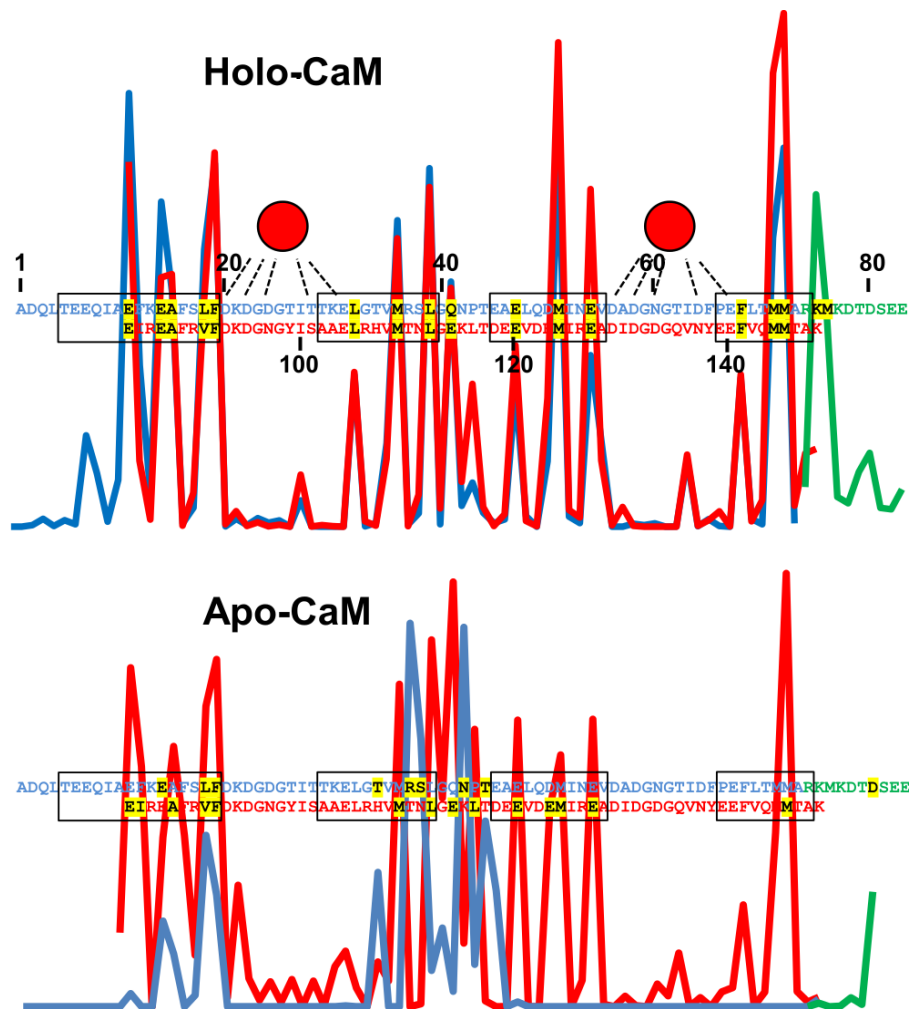 Holo-CaM
1 20 40 60 80
ADQLTEEQIAEFKEAFSLFDKDGDGTITTKELGTVMRSLGQNPTEAELQDMINEVDADGNGTIDFPEFLTMMARKMKDTDSEE
EIREAFRVFDKDGNGYISAAELRHVMTNLGEKLTDEEVDEMIREADIDGDGQVNYEEFVQMMTAK
100 120 140
Apo-CaM
ADQLTEEQIAEFKEAFSLFDKDGDGTITTKELGTVMRSLGQNPTEAELQDMINEVDADGNGTIDFPEFLTMMARKMKDTDSEE
EIREAFRVFDKDGNGYISAAELRHVMTNLGEKLTDEEVDEMIREADIDGDGQVNYEEFVQMMTAK